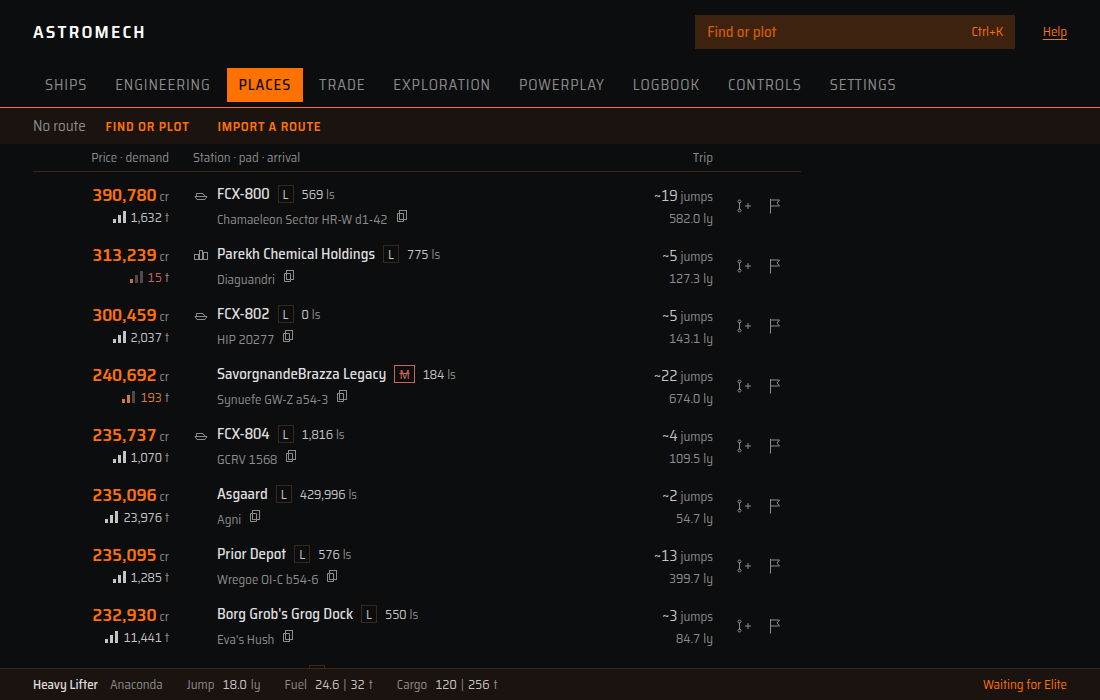 ASTROMECH
Find or plot Ctrl+K
Help
SHIPS ENGINEERING PLACES TRADE EXPLORATION POWERPLAY LOGBOOK CONTROLS SETTINGS
No route FIND OR PLOT IMPORT A ROUTE
Price · demand Station · pad · arrival Trip
390,780 cr FCX-800 L 569 ls ~19 jumps
1,632 t Chamaeleon Sector HR-W d1-42 582.0 ly
313,239 cr Parekh Chemical Holdings L 775 ls ~5 jumps
15 t Diaguandri 127.3 ly
300,459 cr FCX-802 L 0 ls ~5 jumps
2,037 t HIP 20277 143.1 ly
240,692 cr SavorgnandeBrazza Legacy M 184 ls ~22 jumps
193 t Synuefe GW-Z a54-3 674.0 ly
235,737 cr FCX-804 L 1,816 ls ~4 jumps
1,070 t GCRV 1568 109.5 ly
235,096 cr Asgaard L 429,996 ls ~2 jumps
23,976 t Agni 54.7 ly
235,095 cr Prior Depot L 576 ls ~13 jumps
1,285 t Wregoe OI-C b54-6 399.7 ly
232,930 cr Borg Grob's Grog Dock L 550 ls ~3 jumps
11,441 t Eva's Hush 84.7 ly
Heavy Lifter Anaconda Jump 18.0 ly Fuel 24.6 | 32 t Cargo 120 | 256 t Waiting for Elite